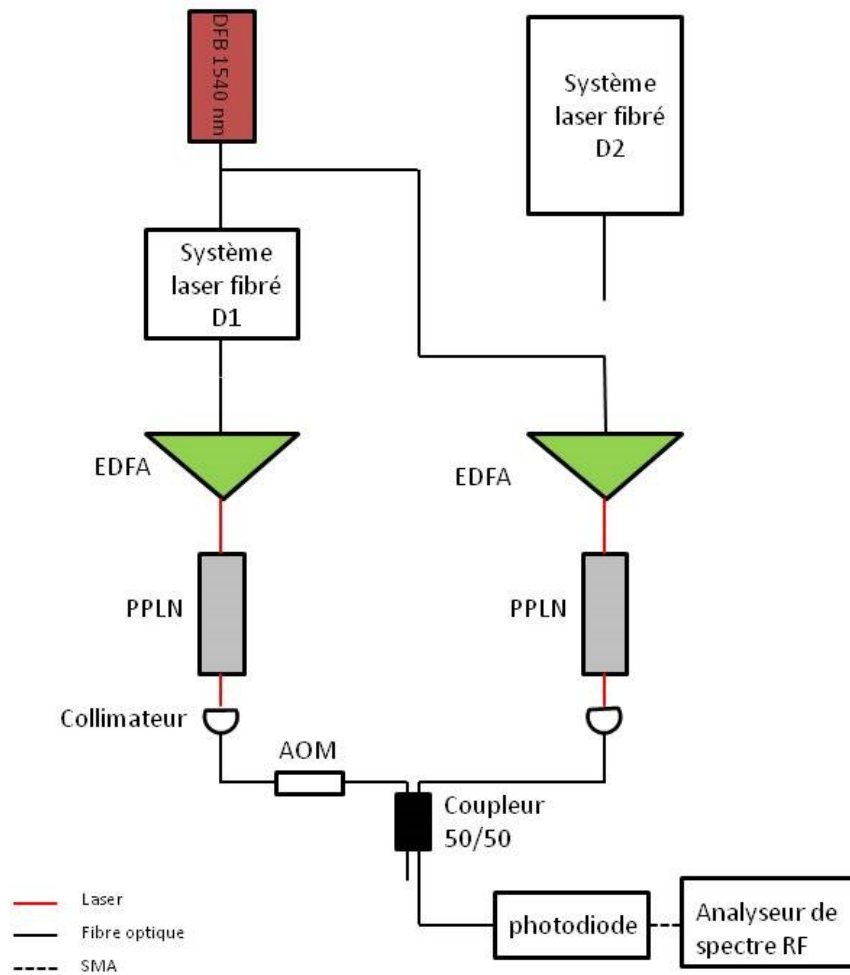 DFB 1540 nm
Système
laser fibré
D2
Système
laser fibré
D1
EDFA
EDFA
PPLN
PPLN
Collimateur
AOM
Coupleur
50/50
Laser
Fibre optique
SMA
photodiode
Analyseur de
spectre RF